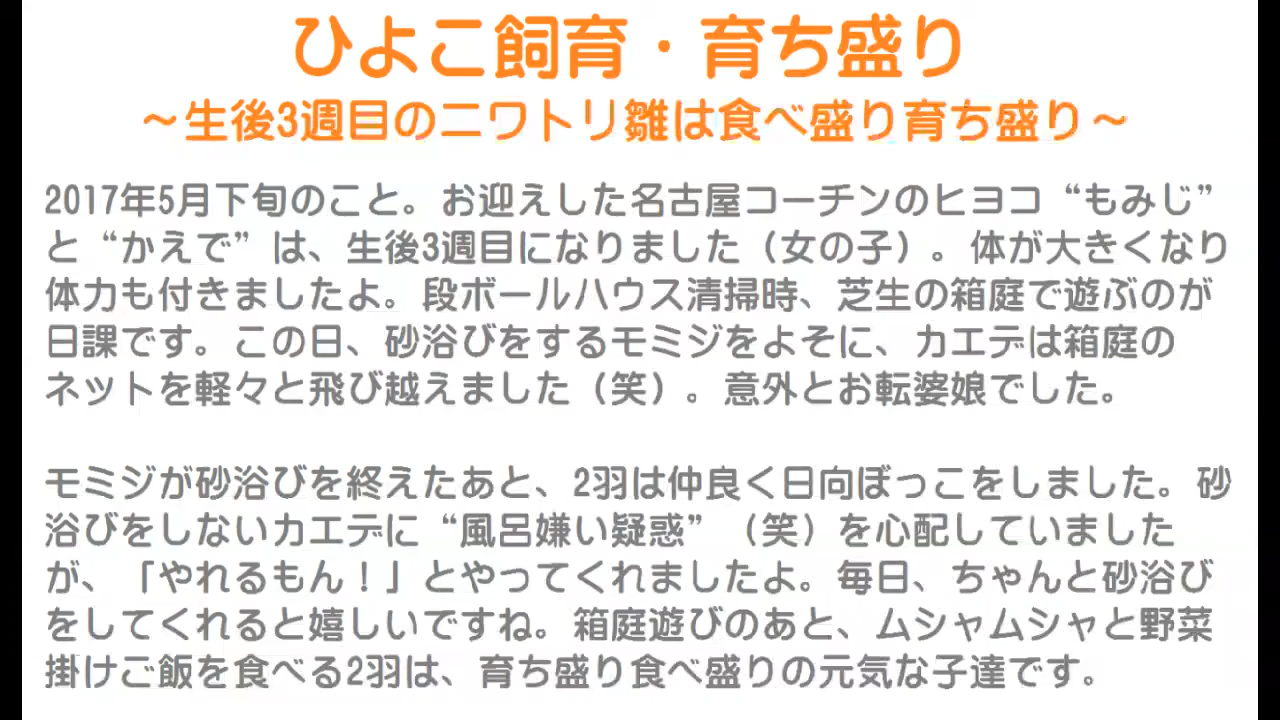 ひよこ飼育・育ち盛り
～生後3週目のニワトリ雛は食べ盛り育ち盛り～
2017年5月下旬のこと。お迎えした名古屋コーチンのヒヨコ“もみじ”
と“かえで”は、生後3週目になりました（女の子）。体が大きくなり
体力も付きましたよ。段ボールハウス清掃時、芝生の箱庭で遊ぶのが
日課です。この日、砂浴びをするモミジをよそに、カエデは箱庭の
ネットを軽々と飛び越えました（笑）。意外とお転婆娘でした。
モミジが砂浴びを終えたあと、2羽は仲良く日向ぼっこをしました。砂
浴びをしないカエデに“風呂嫌い疑惑”（笑）を心配していました
が、「やれるもん！」とやってくれましたよ。毎日、ちゃんと砂浴び
をしてくれると嬉しいですね。箱庭遊びのあと、ムシャムシャと野菜
掛けご飯を食べる2羽は、育ち盛り食べ盛りの元気な子達です。